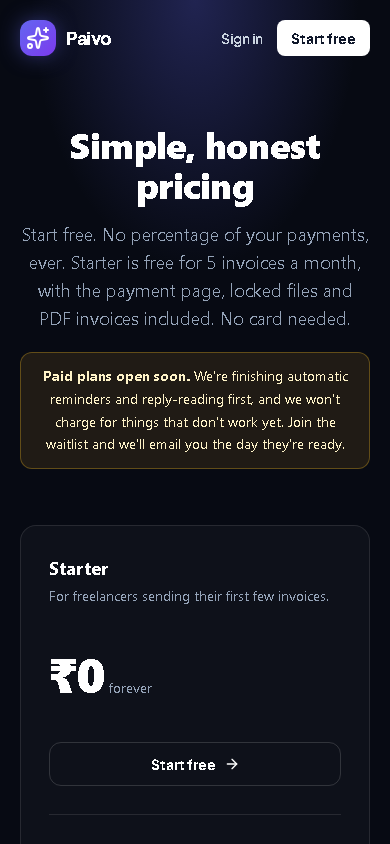 Paivo
Sign in
Start free
Simple, honest
pricing
Start free. No percentage of your payments,
ever. Starter is free for 5 invoices a month,
with the payment page, locked files and
PDF invoices included. No card needed.
Paid plans open soon. We're finishing automatic
reminders and reply-reading first, and we won't
charge for things that don't work yet. Join the
waitlist and we'll email you the day they're ready.
Starter
For freelancers sending their first few invoices.
₹0 forever
Start free →